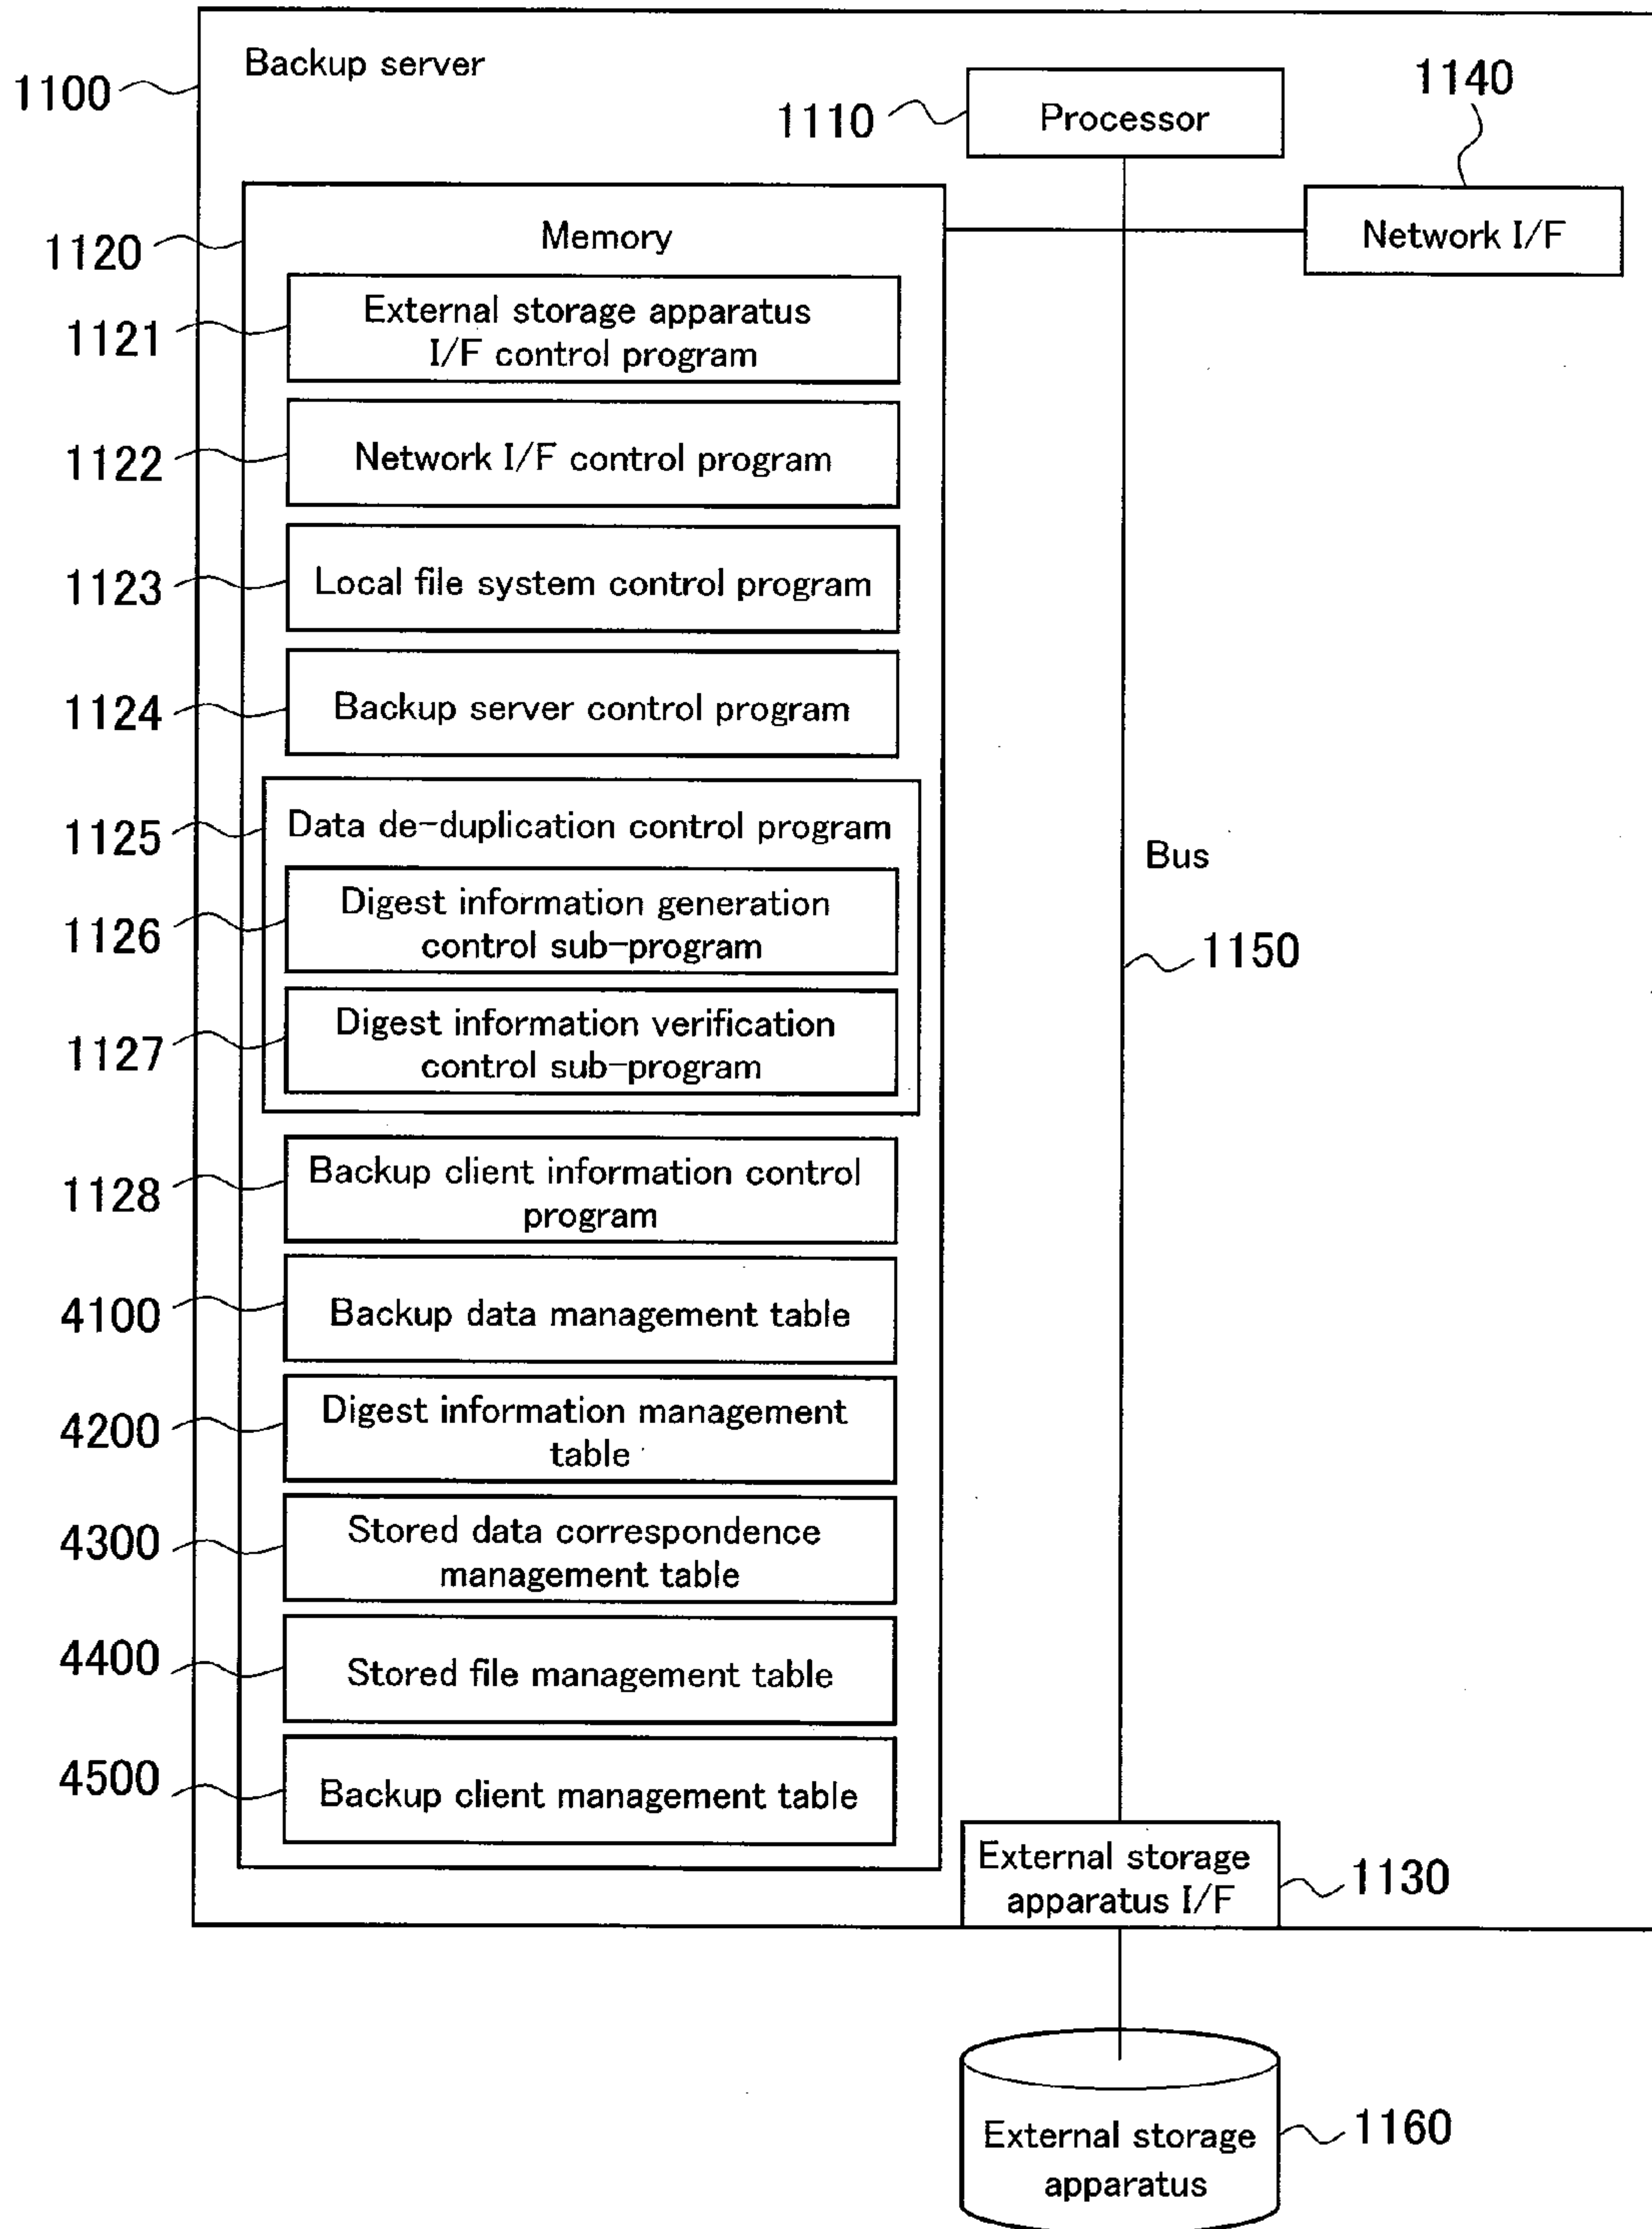 Backup server
1100
1110
Processor
1140
Network I/F
1120
Memory
1121
External storage apparatus
I/F control program
1122
Network I/F control program
1123
Local file system control program
1124
Backup server control program
1125
Data de-duplication control program
1126
Digest information generation
control sub-program
1127
Digest information verification
control sub-program
Bus
1150
1128
Backup client information control
program
4100
Backup data management table
4200
Digest information management
table
4300
Stored data correspondence
management table
4400
Stored file management table
4500
Backup client management table
External storage
apparatus I/F
1130
External storage
apparatus
1160